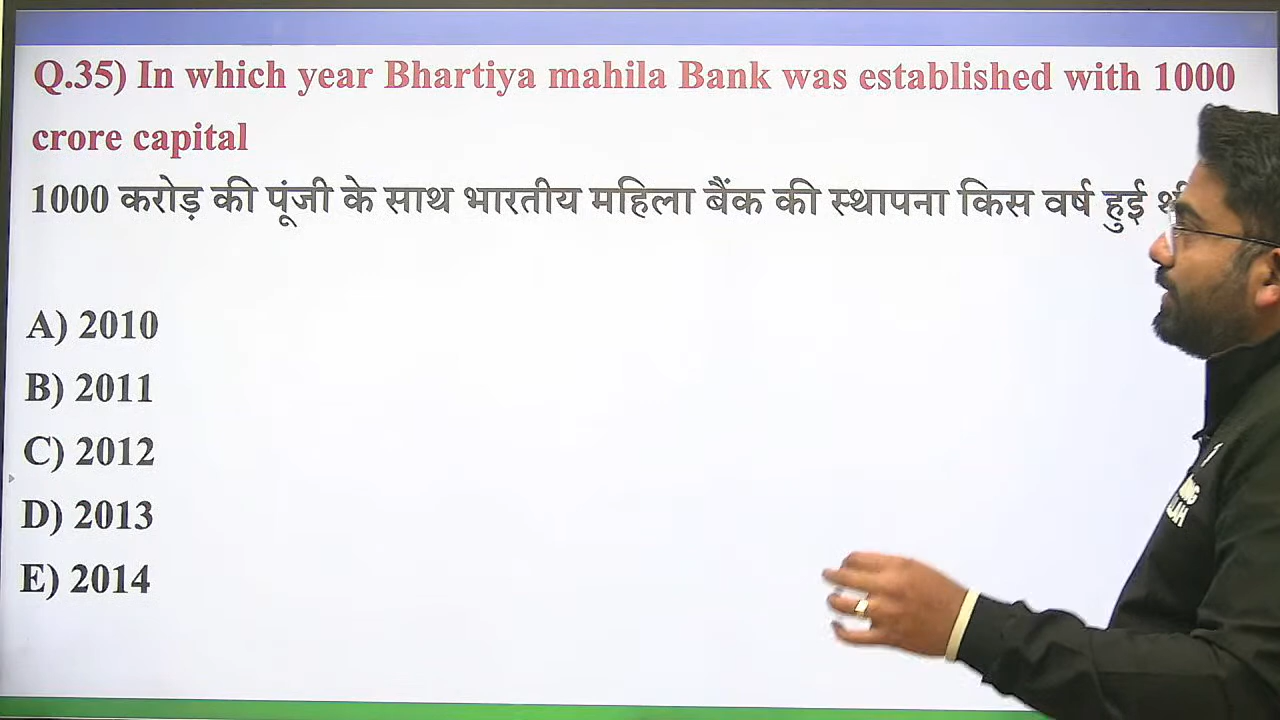 Q.35) In which year Bhartiya mahila Bank was established with 1000
crore capital
1000 करोड़ की पूंजी के साथ भारतीय महिला बैंक की स्थापना किस वर्ष हुई
A) 2010
B) 2011
C) 2012
D) 2013
E) 2014